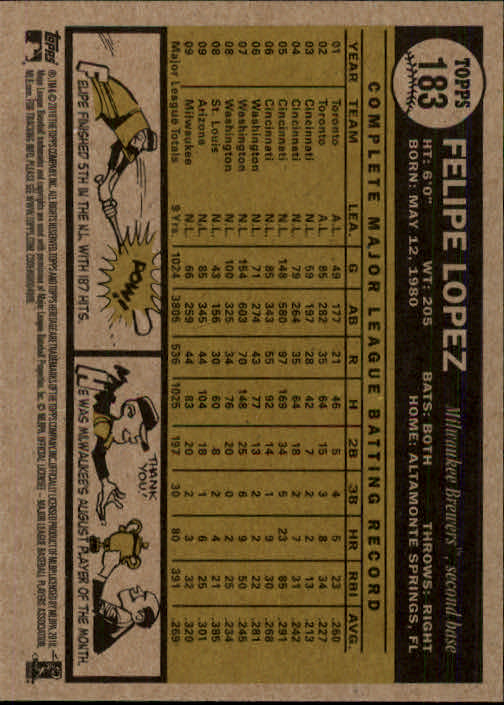 TOPPS
183
FELIPE LOPEZ Milwaukee Brewers™, second base
HT: 6'0" WT: 205 BATS: BOTH THROWS: RIGHT
BORN: MAY 12, 1980 HOME: ALTAMONTE SPRINGS, FL
COMPLETE MAJOR LEAGUE BATTING RECORD
YEAR TEAM LEA. G AB R H 2B 3B HR RBI AVG.
01 Toronto A.L. 49 177 21 46 5 4 5 23 .260
02 Toronto A.L. 85 282 35 64 15 3 8 34 .227
03 Cincinnati N.L. 59 197 28 42 7 2 2 13 .213
04 Cincinnati N.L. 79 264 35 64 18 2 7 31 .242
05 Cincinnati N.L. 148 580 97 169 34 5 23 85 .291
06 Cincinnati N.L. 85 343 55 92 14 1 9 30 .268
06 Washington N.L. 71 274 43 77 13 2 2 22 .281
07 Washington N.L. 154 603 70 148 25 6 9 50 .245
08 Washington N.L. 100 325 34 76 20 0 2 25 .234
08 St. Louis N.L. 43 156 30 60 8 2 4 21 .385
09 Arizona N.L. 85 345 44 104 18 1 6 25 .301
09 Milwaukee N.L. 66 259 44 83 20 2 3 32 .320
Major League Totals 9 Yrs. 1024 3805 536 1025 197 30 80 391 .269
POW!
FELIPE FINISHED 5TH IN THE N.L. WITH 187 HITS.
THANK
YOU!
HE WAS MILWAUKEE'S AUGUST PLAYER OF THE MONTH.
TOPPS